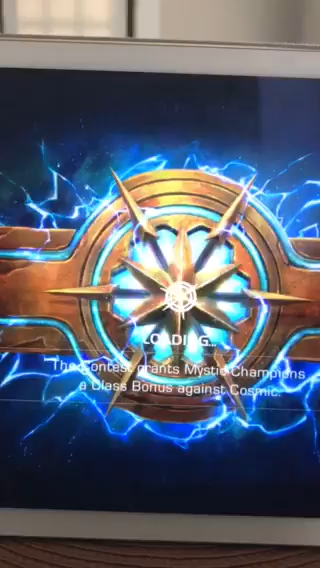 LOADING...
The Contest grants Mystic Champions
a Class Bonus against Cosmic.